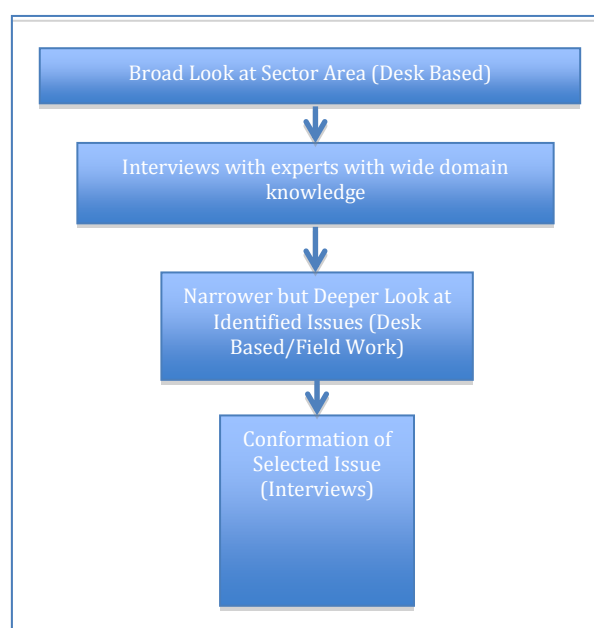 Broad Look at Sector Area (Desk Based)
Interviews with experts with wide domain
knowledge
Narrower but Deeper Look at
Identified Issues (Desk
Based/Field Work)
Conformation of
Selected Issue
(Interviews)